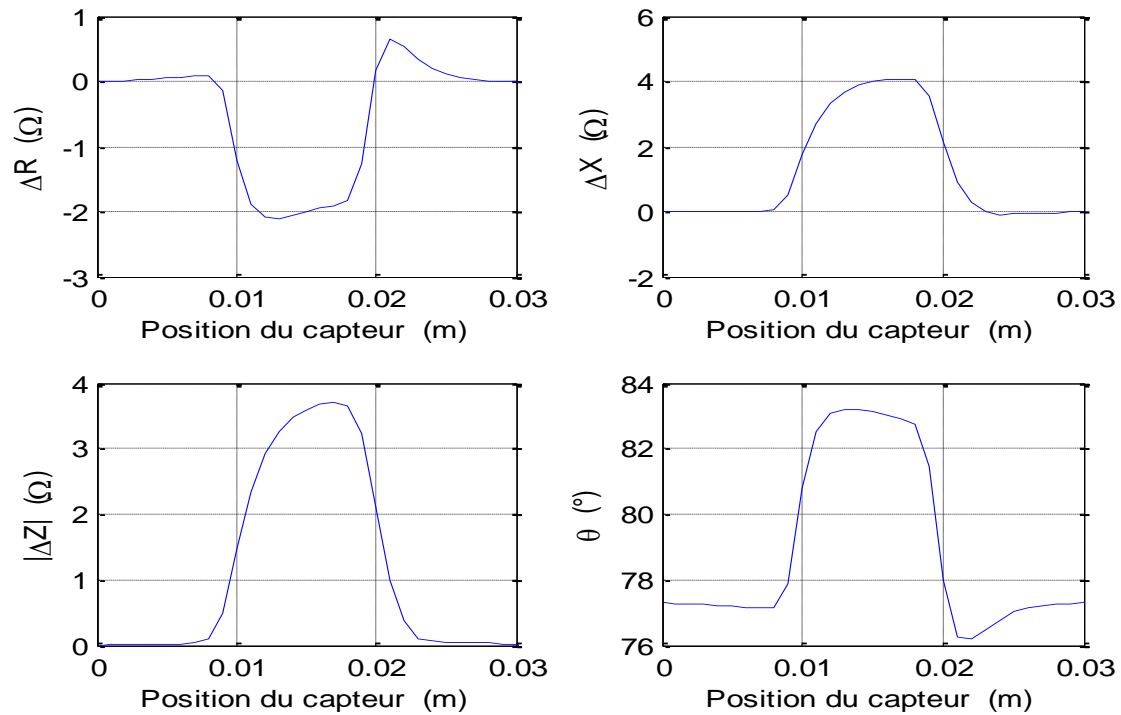 1
0
-1
-2
-3
ΔR (Ω)
0 0.01 0.02 0.03
Position du capteur (m)
6
4
2
0
-2
ΔX (Ω)
0 0.01 0.02 0.03
Position du capteur (m)
4
3
2
1
0
|ΔZ| (Ω)
0 0.01 0.02 0.03
Position du capteur (m)
84
82
80
78
76
θ (°)
0 0.01 0.02 0.03
Position du capteur (m)